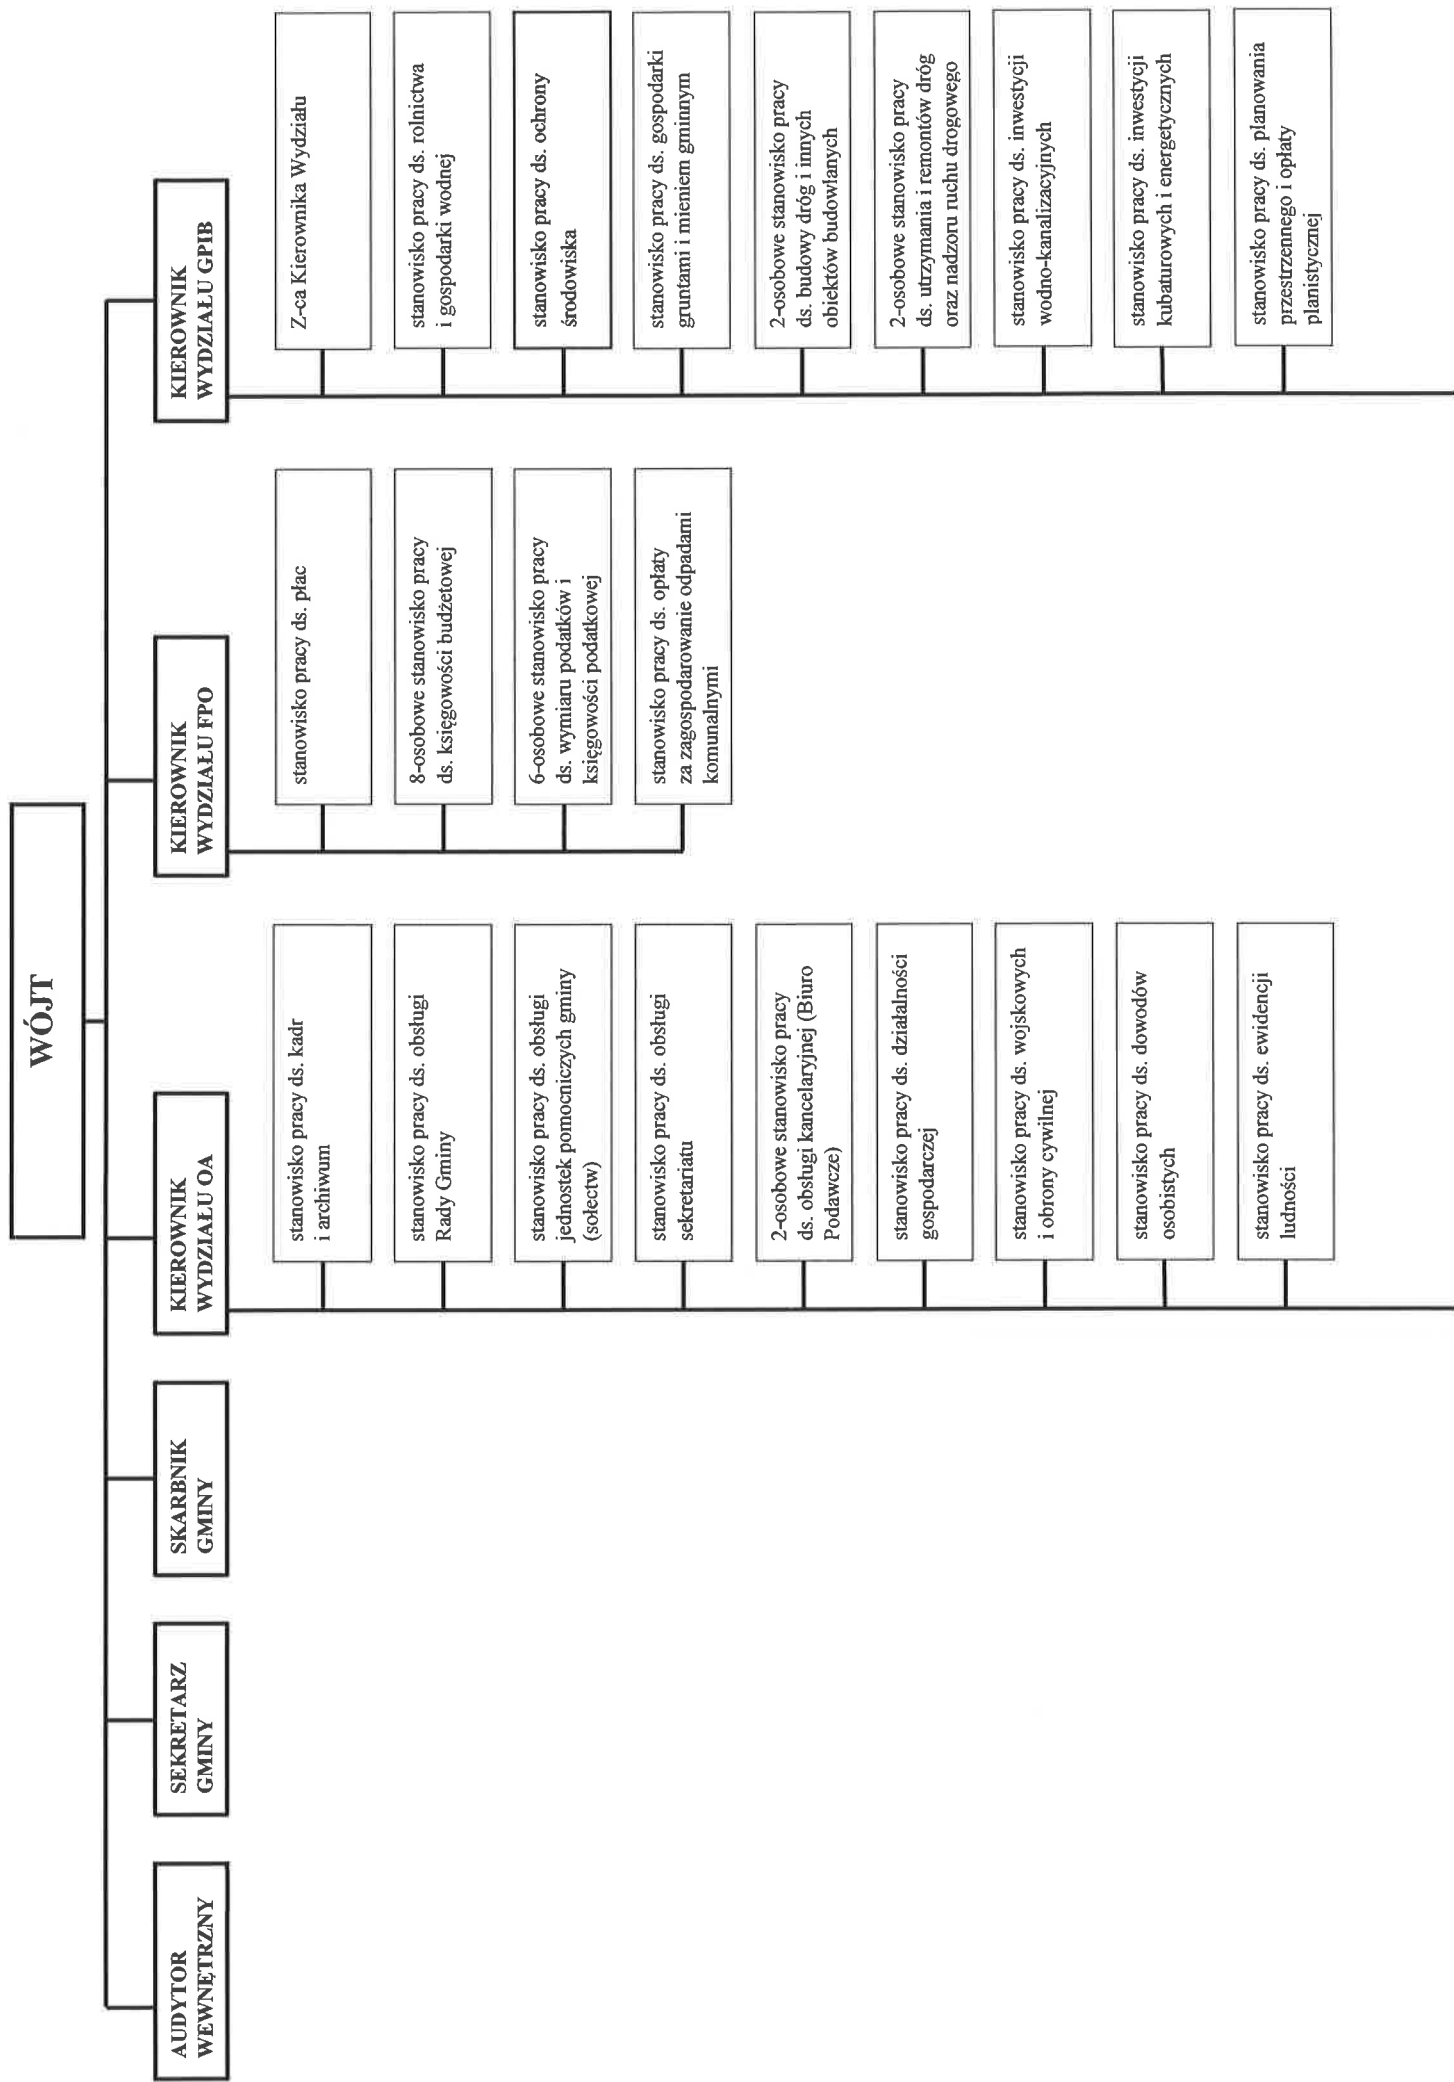 WÓJT
AUDYTOR
WEWNĘTRZNY
SEKRETARZ
GMINY
SKARBNIK
GMINY
KIEROWNIK
WYDZIAŁU OA
KIEROWNIK
WYDZIAŁU FPO
KIEROWNIK
WYDZIAŁU GPIB
stanowisko pracy ds. kadr
i archiwum
stanowisko pracy ds. obsługi
Rady Gminy
stanowisko pracy ds. obsługi
jednostek pomocniczych gminy
(sołectw)
stanowisko pracy ds. obsługi
sekretariatu
2-osobowe stanowisko pracy
ds. obsługi kancelaryjnej (Biuro
Podawcze)
stanowisko pracy ds. działalności
gospodarczej
stanowisko pracy ds. wojskowych
i obrony cywilnej
stanowisko pracy ds. dowodów
osobistych
stanowisko pracy ds. ewidencji
ludności
stanowisko pracy ds. płac
8-osobowe stanowisko pracy
ds. księgowości budżetowej
6-osobowe stanowisko pracy
ds. wymiaru podatków i
księgowości podatkowej
stanowisko pracy ds. opłaty
za zagospodarowanie odpadami
komunalnymi
Z-ca Kierownika Wydziału
stanowisko pracy ds. rolnictwa
i gospodarki wodnej
stanowisko pracy ds. ochrony
środowiska
stanowisko pracy ds. gospodarki
gruntami i mieniem gminnym
2-osobowe stanowisko pracy
ds. budowy dróg i innych
obiektów budowlanych
2-osobowe stanowisko pracy
ds. utrzymania i remontów dróg
oraz nadzoru ruchu drogowego
stanowisko pracy ds. inwestycji
wodno-kanalizacyjnych
stanowisko pracy ds. inwestycji
kubaturowych i energetycznych
stanowisko pracy ds. planowania
przestrzennego i opłaty
planistycznej